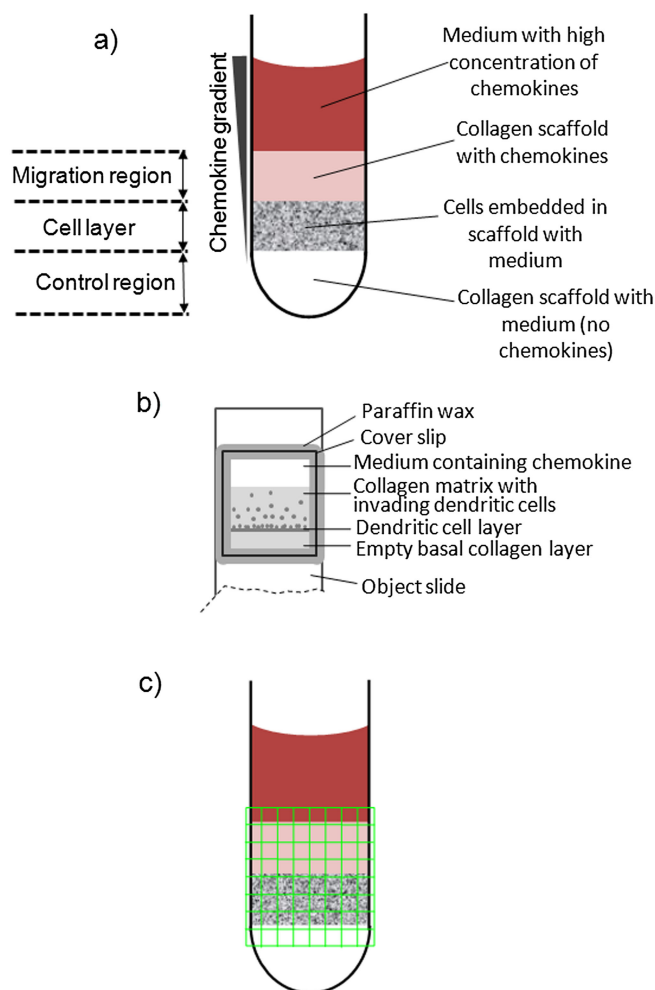 a)
Chemokine gradient
Migration region
Cell layer
Control region
Medium with high
concentration of
chemokines
Collagen scaffold
with chemokines
Cells embedded in
scaffold with
medium
Collagen scaffold with
medium (no
chemokines)
b)
Paraffin wax
Cover slip
Medium containing chemokine
Collagen matrix with
invading dendritic cells
Dendritic cell layer
Empty basal collagen layer
Object slide
c)